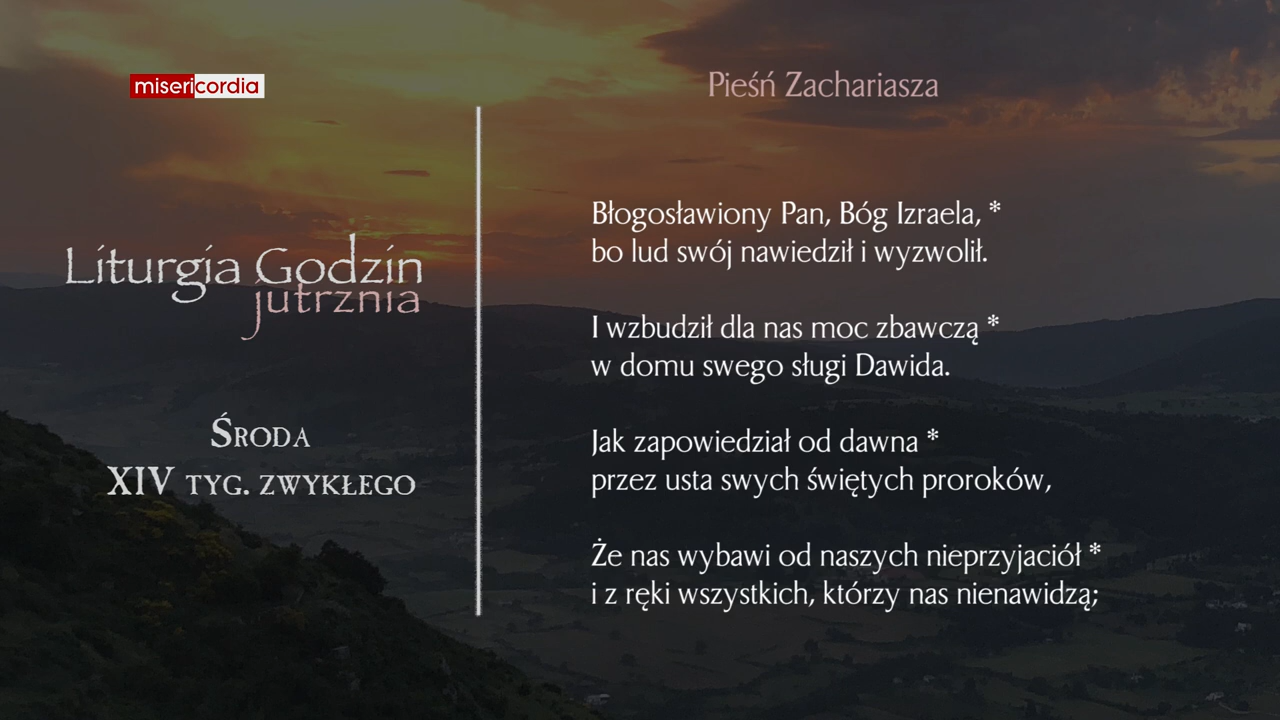 misericordia
Liturgia Godzin
jutrznia
Środa
XIV tyg. zwykłego
Pieśń Zachariasza
Błogosławiony Pan, Bóg Izraela, *
bo lud swój nawiedził i wyzwolił.
I wzbudził dla nas moc zbawczą *
w domu swego sługi Dawida.
Jak zapowiedział od dawna *
przez usta swych świętych proroków,
Że nas wybawi od naszych nieprzyjaciół *
i z ręki wszystkich, którzy nas nienawidzą;